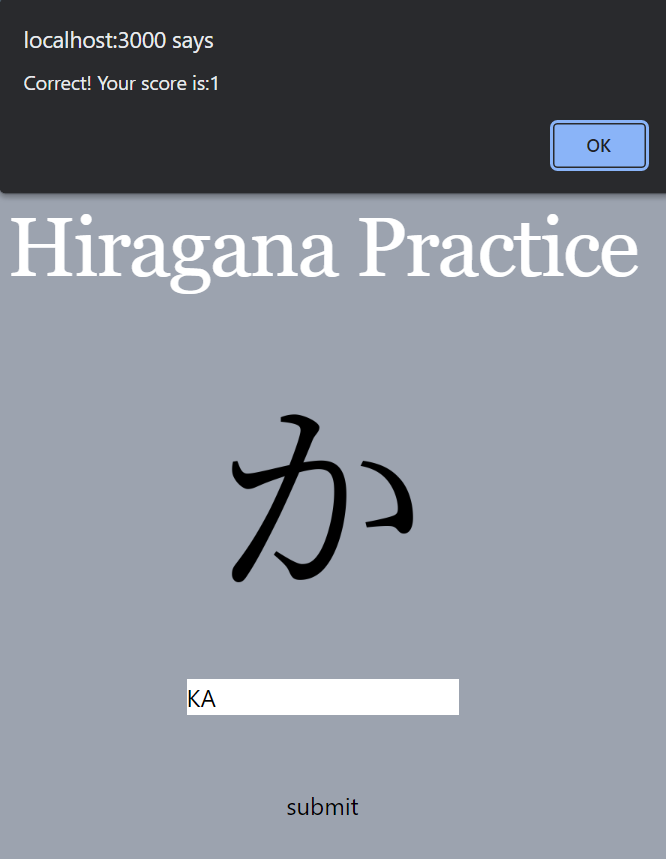 localhost:3000 says
Correct! Your score is:1
OK
Hiragana Practice
か
KA
submit